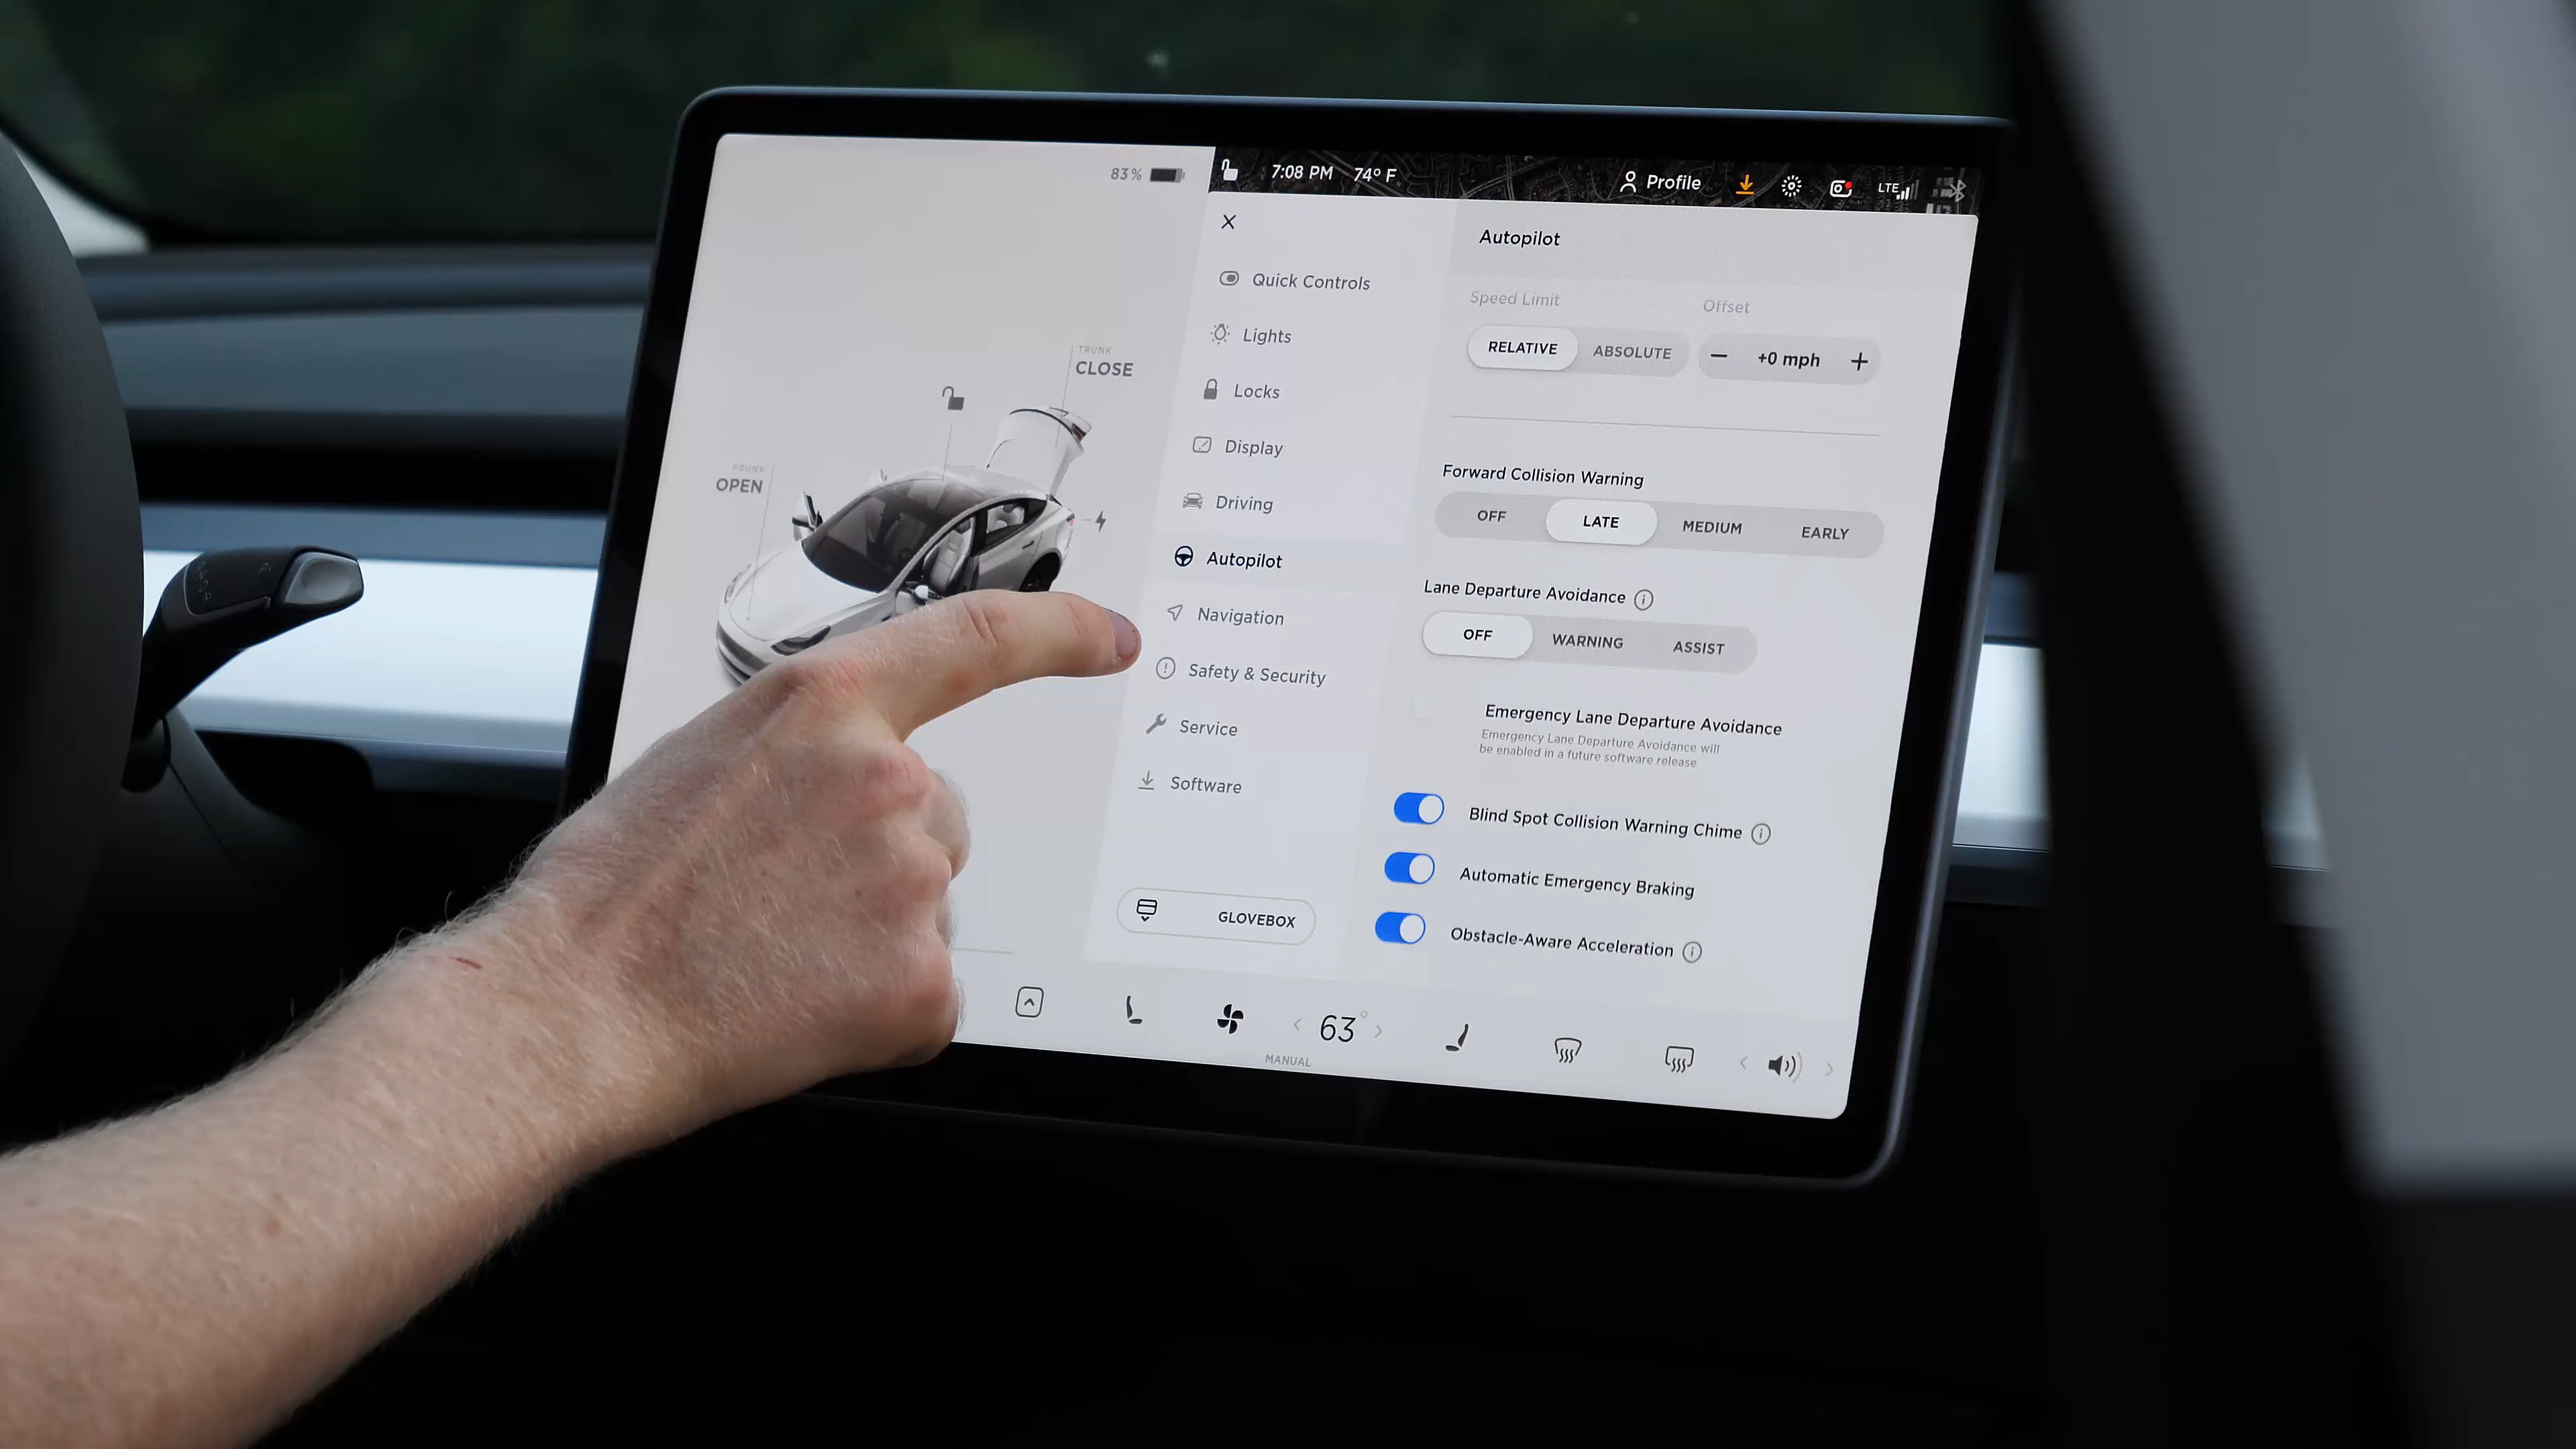 83%
7:08 PM 74° F
Profile
LTE
Autopilot
Quick Controls
Lights
Locks
Display
Driving
Autopilot
Navigation
Safety & Security
Service
Software
GLOVEBOX
TRUNK
CLOSE
FRUNK
OPEN
Speed Limit Offset
RELATIVE ABSOLUTE +0 mph
Forward Collision Warning
OFF LATE MEDIUM EARLY
Lane Departure Avoidance
OFF WARNING ASSIST
Emergency Lane Departure Avoidance
Emergency Lane Departure Avoidance will
be enabled in a future software release
Blind Spot Collision Warning Chime
Automatic Emergency Braking
Obstacle-Aware Acceleration
63°
MANUAL